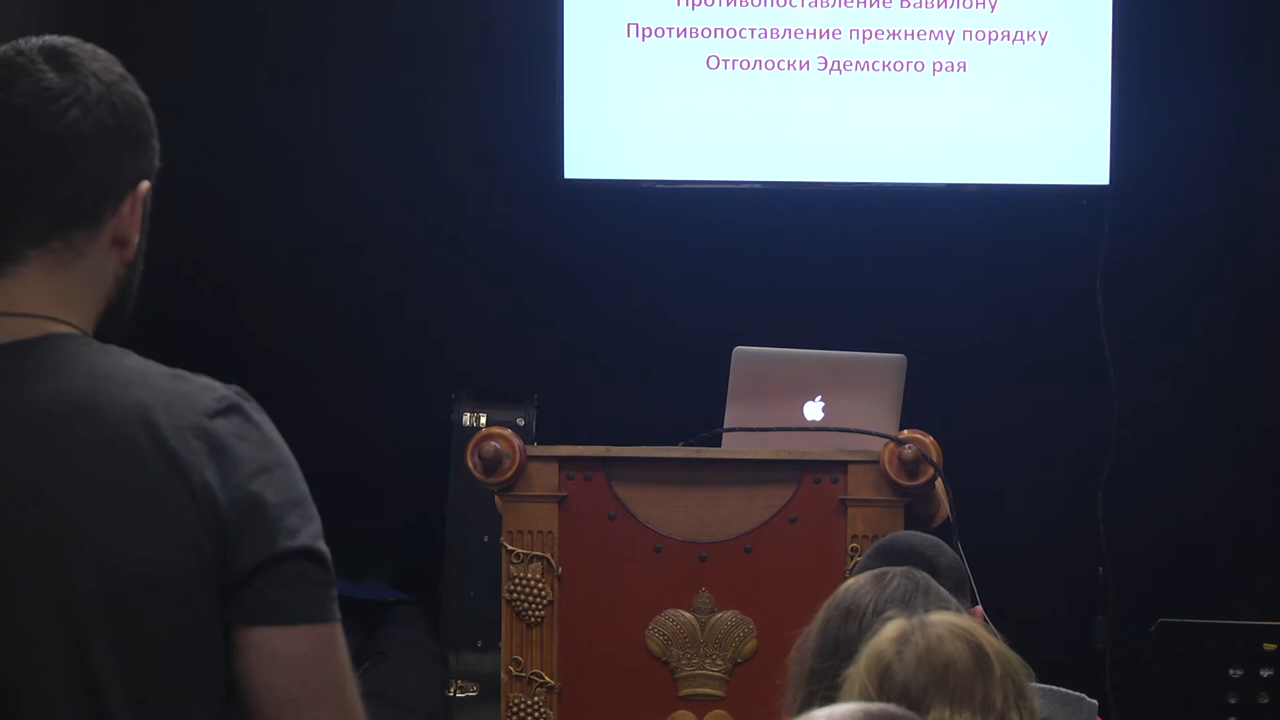 Противопоставление Вавилону
Противопоставление прежнему порядку
Отголоски Эдемского рая